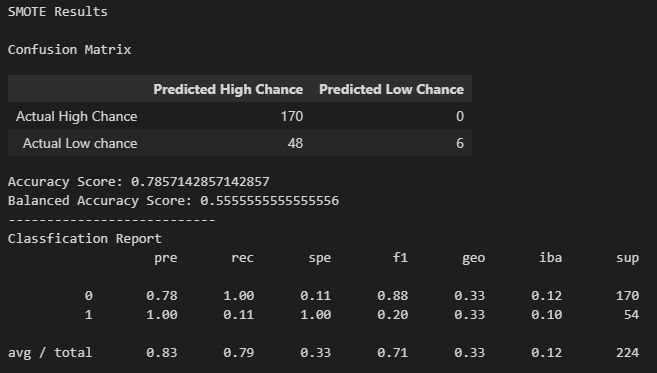 SMOTE Results
Confusion Matrix
Predicted High Chance Predicted Low Chance
Actual High Chance 170 0
Actual Low chance 48 6
Accuracy Score: 0.7857142857142857
Balanced Accuracy Score: 0.5555555555555556
---------------------------
Classfication Report
pre rec spe f1 geo iba sup
0 0.78 1.00 0.11 0.88 0.33 0.12 170
1 1.00 0.11 1.00 0.20 0.33 0.10 54
avg / total 0.83 0.79 0.33 0.71 0.33 0.12 224